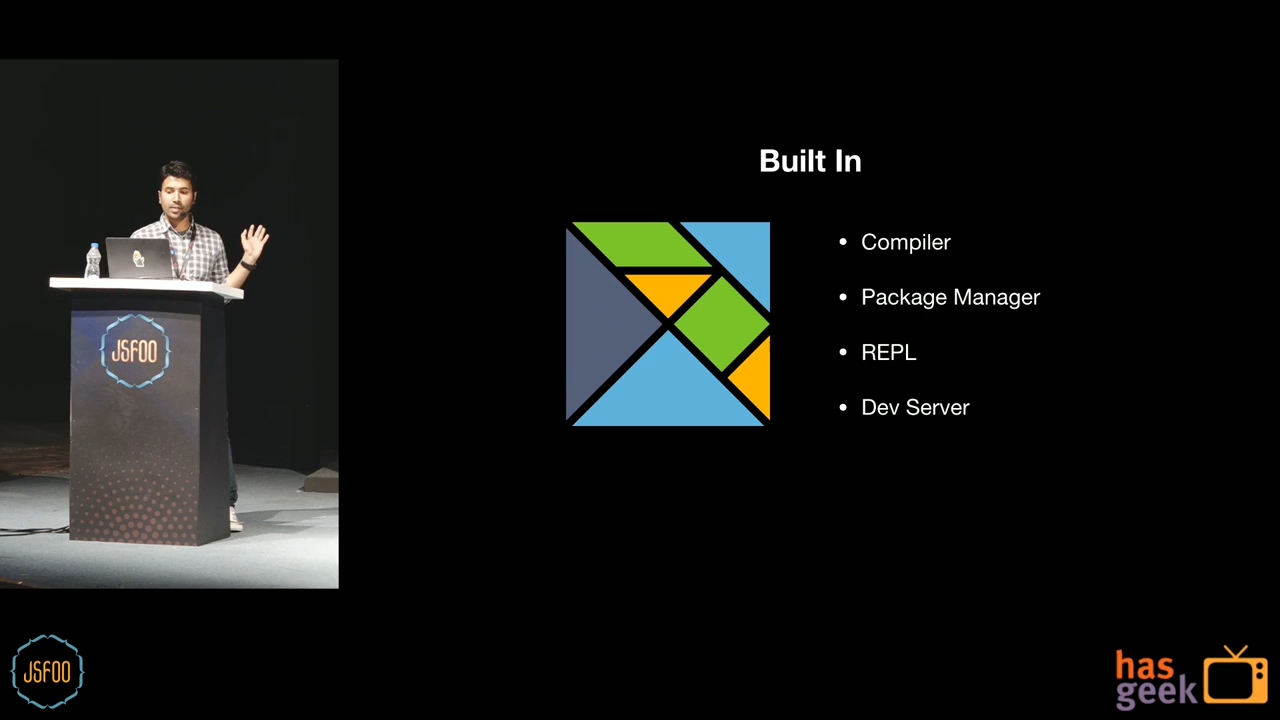 Built In
• Compiler
• Package Manager
• REPL
• Dev Server
JSFOO
JSFOO
has
geek